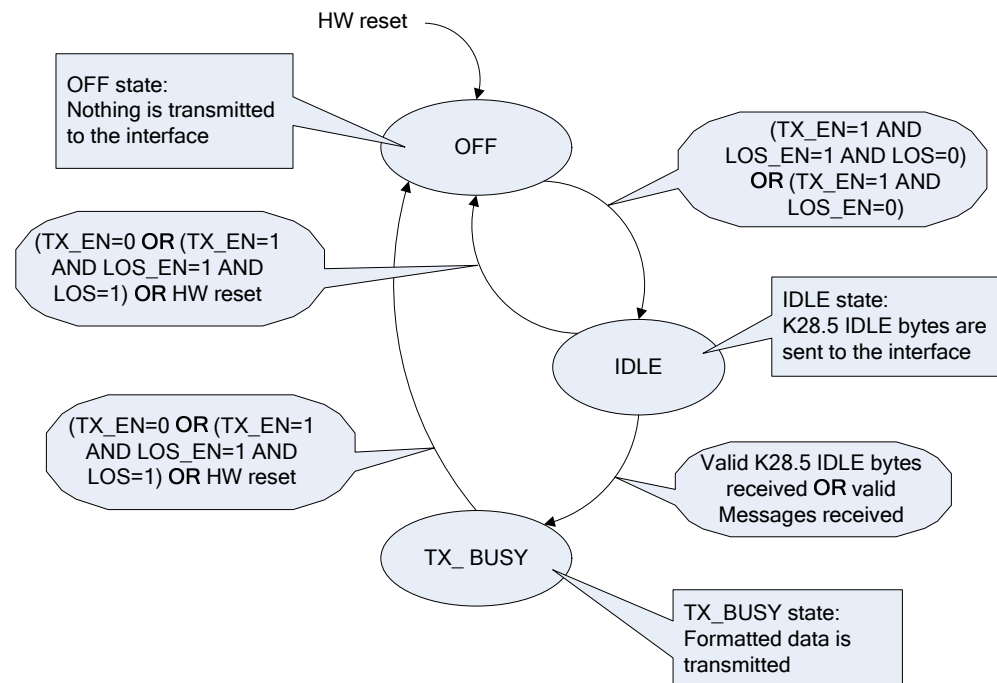 HW reset
OFF state:
Nothing is transmitted
to the interface
OFF
(TX_EN=1 AND
LOS_EN=1 AND LOS=0)
OR (TX_EN=1 AND
LOS_EN=0)
(TX_EN=0 OR (TX_EN=1
AND LOS_EN=1 AND
LOS=1) OR HW reset
IDLE state:
K28.5 IDLE bytes are
sent to the interface
IDLE
(TX_EN=0 OR (TX_EN=1
AND LOS_EN=1 AND
LOS=1) OR HW reset
Valid K28.5 IDLE bytes
received OR valid
Messages received
TX_ BUSY
TX_BUSY state:
Formatted data is
transmitted